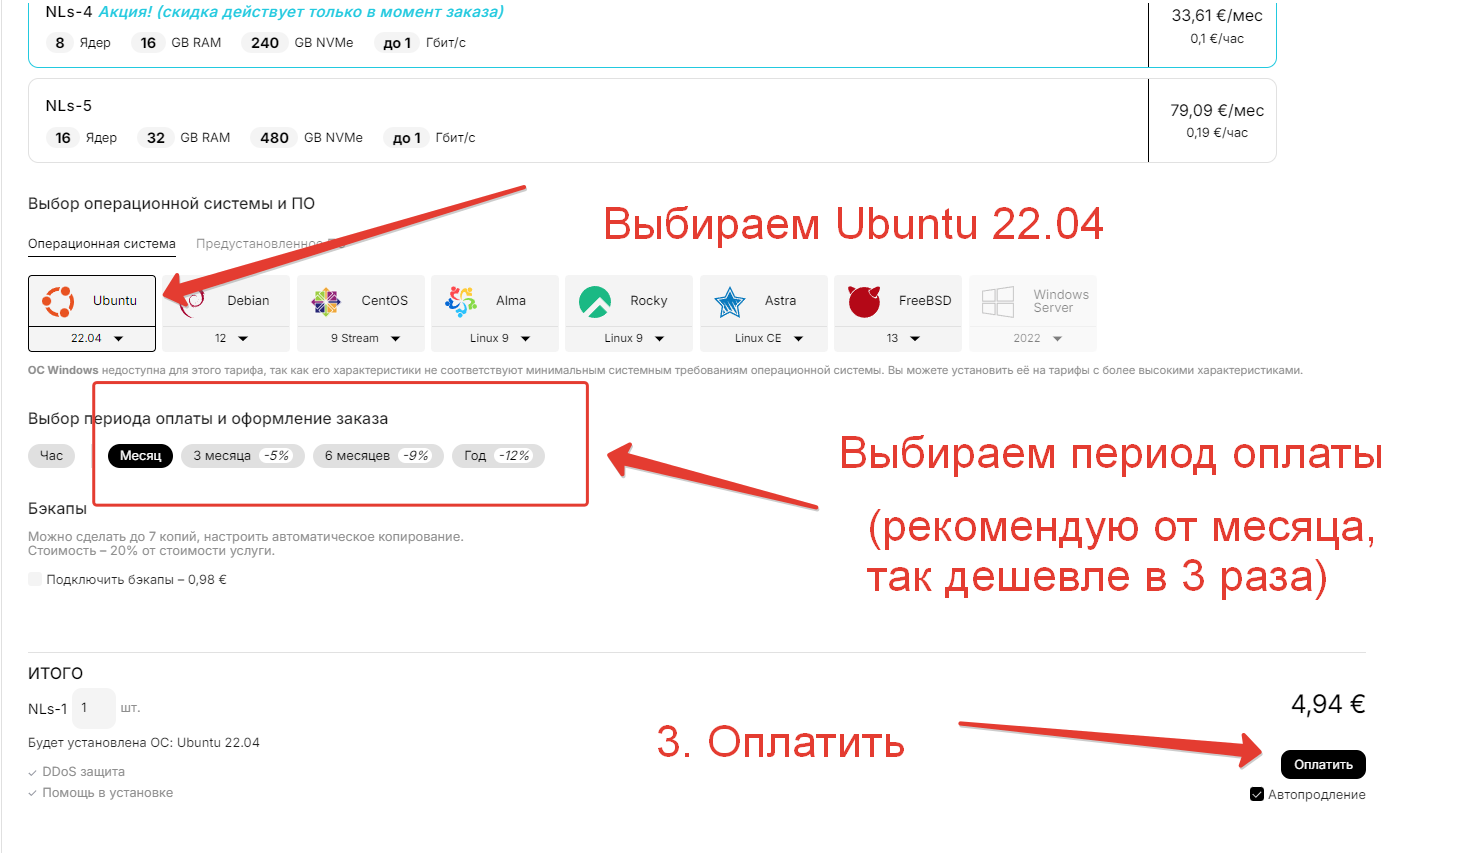 NLs-4 Акция! (скидка действует только в момент заказа)
33,61 €/мес
8 Ядер 16 GB RAM 240 GB NVMe до 1 Гбит/с
0,1 €/час
NLs-5
79,09 €/мес
16 Ядер 32 GB RAM 480 GB NVMe до 1 Гбит/с
0,19 €/час
Выбор операционной системы и ПО
Выбираем Ubuntu 22.04
Операционная система Предустановленное
Ubuntu Debian CentOS Alma Rocky Astra FreeBSD Windows Server
22.04 12 9 Stream Linux 9 Linux 9 Linux CE 13 2022
ОС Windows недоступна для этого тарифа, так как его характеристики не соответствуют минимальным системным требованиям операционной системы. Вы можете установить её на тарифы с более высокими характеристиками.
Выбор периода оплаты и оформление заказа
Час Месяц 3 месяца -5% 6 месяцев -9% Год -12%
Выбираем период оплаты
(рекомендую от месяца,
так дешевле в 3 раза)
Бэкапы
Можно сделать до 7 копий, настроить автоматическое копирование.
Стоимость – 20% от стоимости услуги.
Подключить бэкапы – 0,98 €
ИТОГО
NLs-1 1 шт.
4,94 €
Будет установлена ОС: Ubuntu 22.04
3. Оплатить
DDoS защита
Оплатить
Помощь в установке
Автопродление